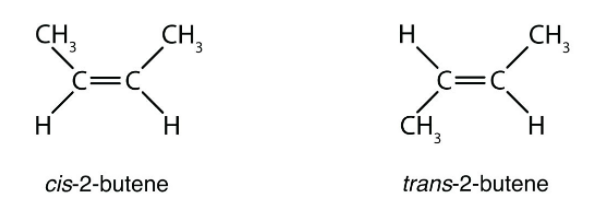 CH₃ CH₃ H CH₃
C=C C=C
H H CH₃ H
cis-2-butene trans-2-butene